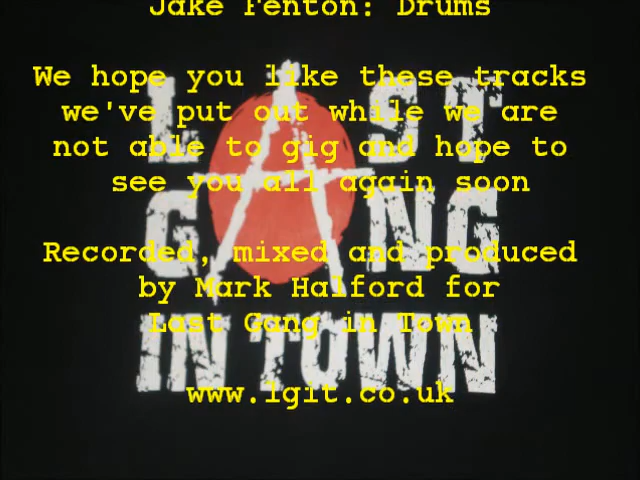 Jake Fenton: Drums
We hope you like these tracks
we've put out while we are
not able to gig and hope to
see you all again soon
Recorded, mixed and produced
by Mark Halford for
Last Gang in Town
www.lgit.co.uk
LAST
GANG
IN TOWN